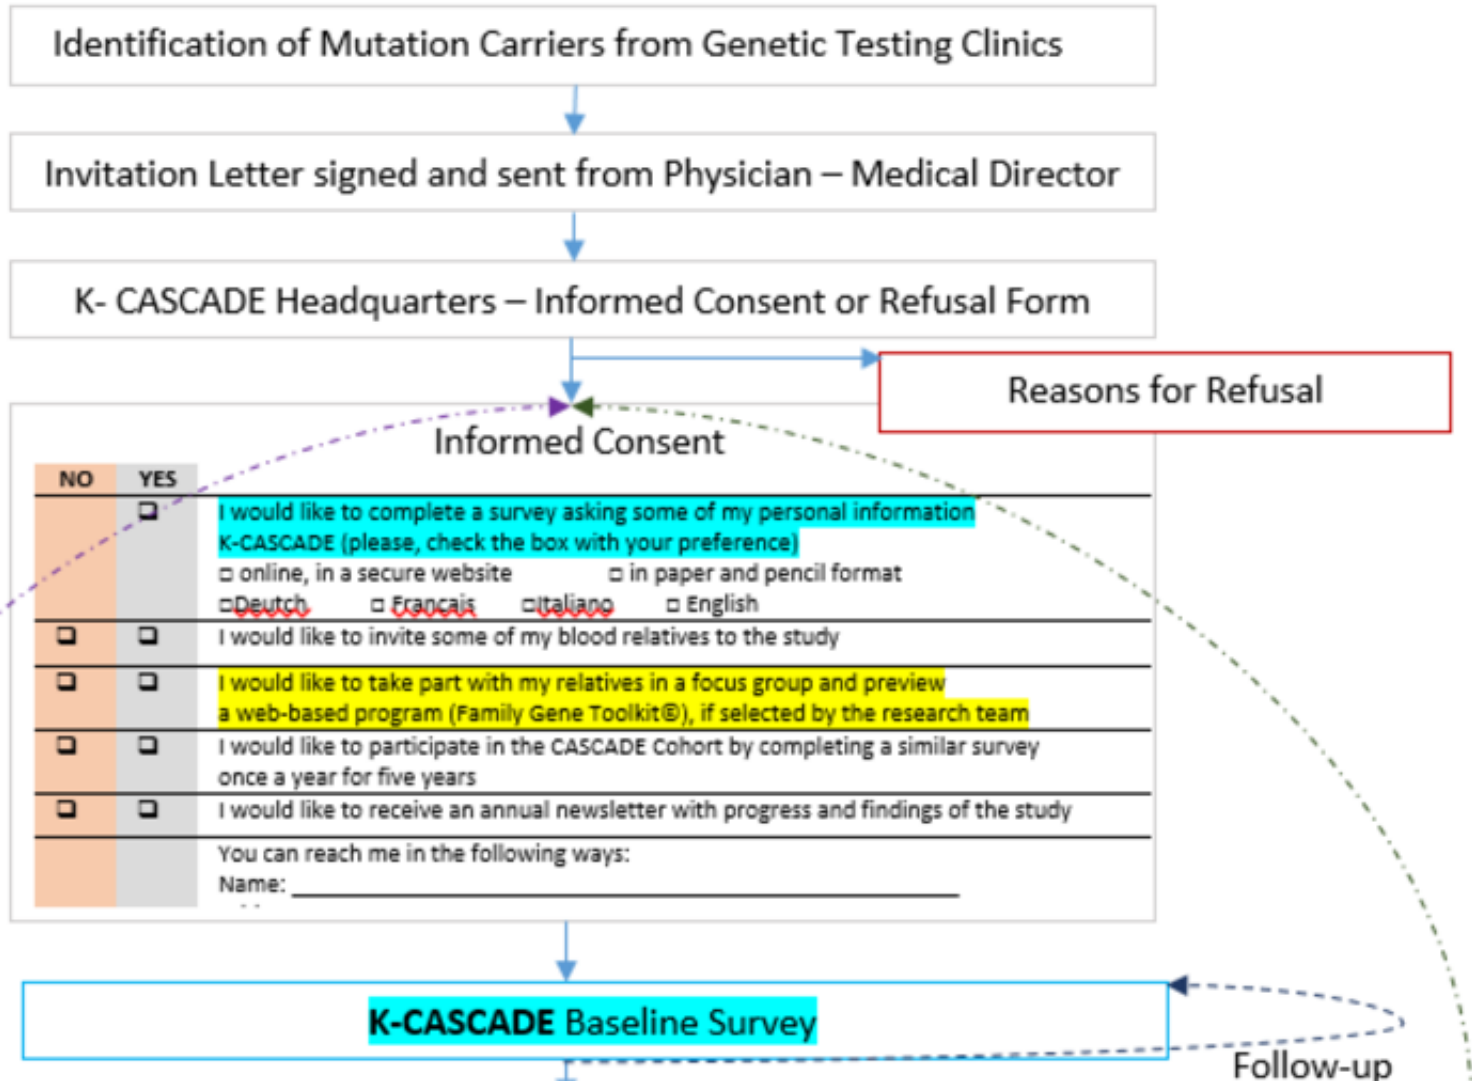 Identification of Mutation Carriers from Genetic Testing Clinics
Invitation Letter signed and sent from Physician – Medical Director
K- CASCADE Headquarters – Informed Consent or Refusal Form
Reasons for Refusal
Informed Consent
NO YES
❑ I would like to complete a survey asking some of my personal information
K-CASCADE (please, check the box with your preference)
□ online, in a secure website □ in paper and pencil format
□Deutch □ Francais □Italiano □ English
❑ ❑ I would like to invite some of my blood relatives to the study
❑ ❑ I would like to take part with my relatives in a focus group and preview
a web-based program (Family Gene Toolkit©), if selected by the research team
❑ ❑ I would like to participate in the CASCADE Cohort by completing a similar survey
once a year for five years
❑ ❑ I would like to receive an annual newsletter with progress and findings of the study
You can reach me in the following ways:
Name:
K-CASCADE Baseline Survey
Follow-up